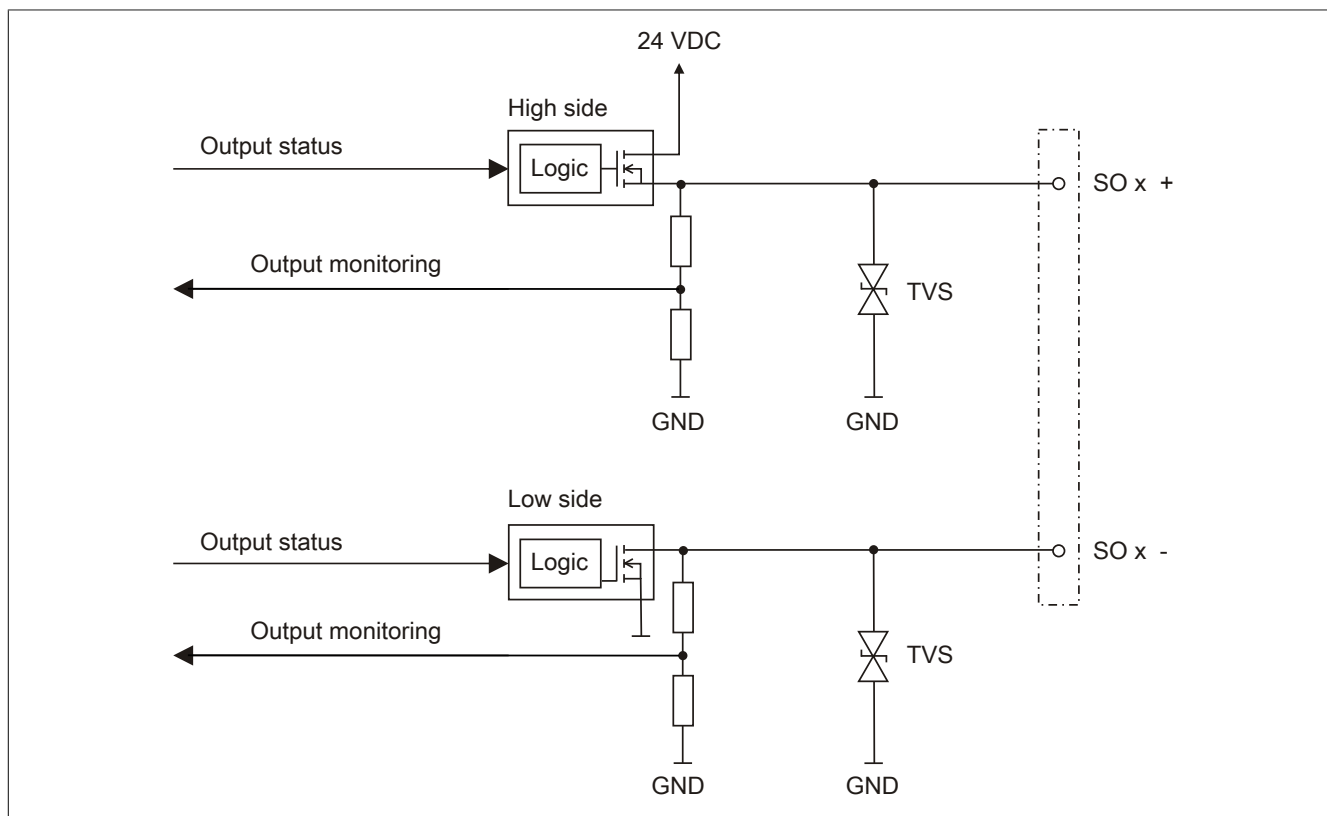 24 VDC
High side
Output status
Logic
SO x +
Output monitoring
TVS
GND
GND
Low side
Output status
Logic
SO x -
Output monitoring
TVS
GND
GND